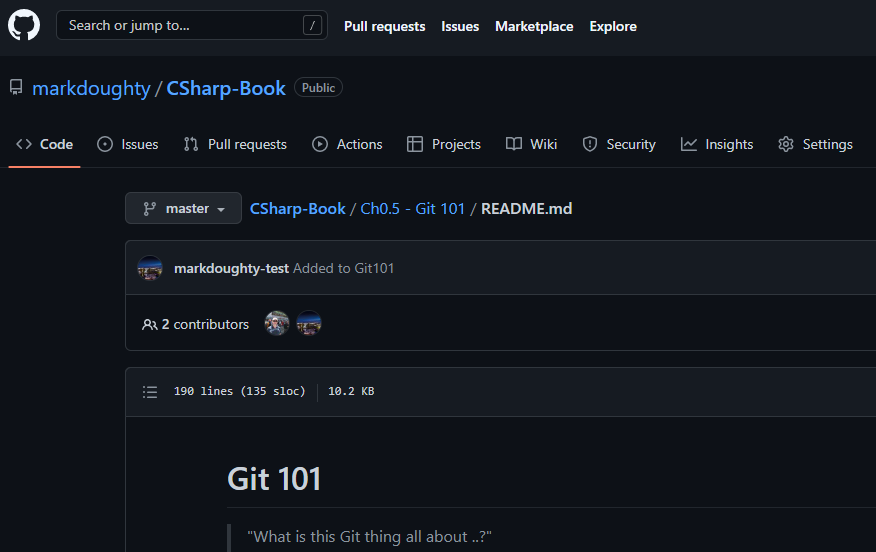 Search or jump to... / Pull requests Issues Marketplace Explore
markdoughty / CSharp-Book Public
Code Issues Pull requests Actions Projects Wiki Security Insights Settings
master CSharp-Book / Ch0.5 - Git 101 / README.md
markdoughty-test Added to Git101
2 contributors
190 lines (135 sloc) 10.2 KB
Git 101
"What is this Git thing all about ..?"